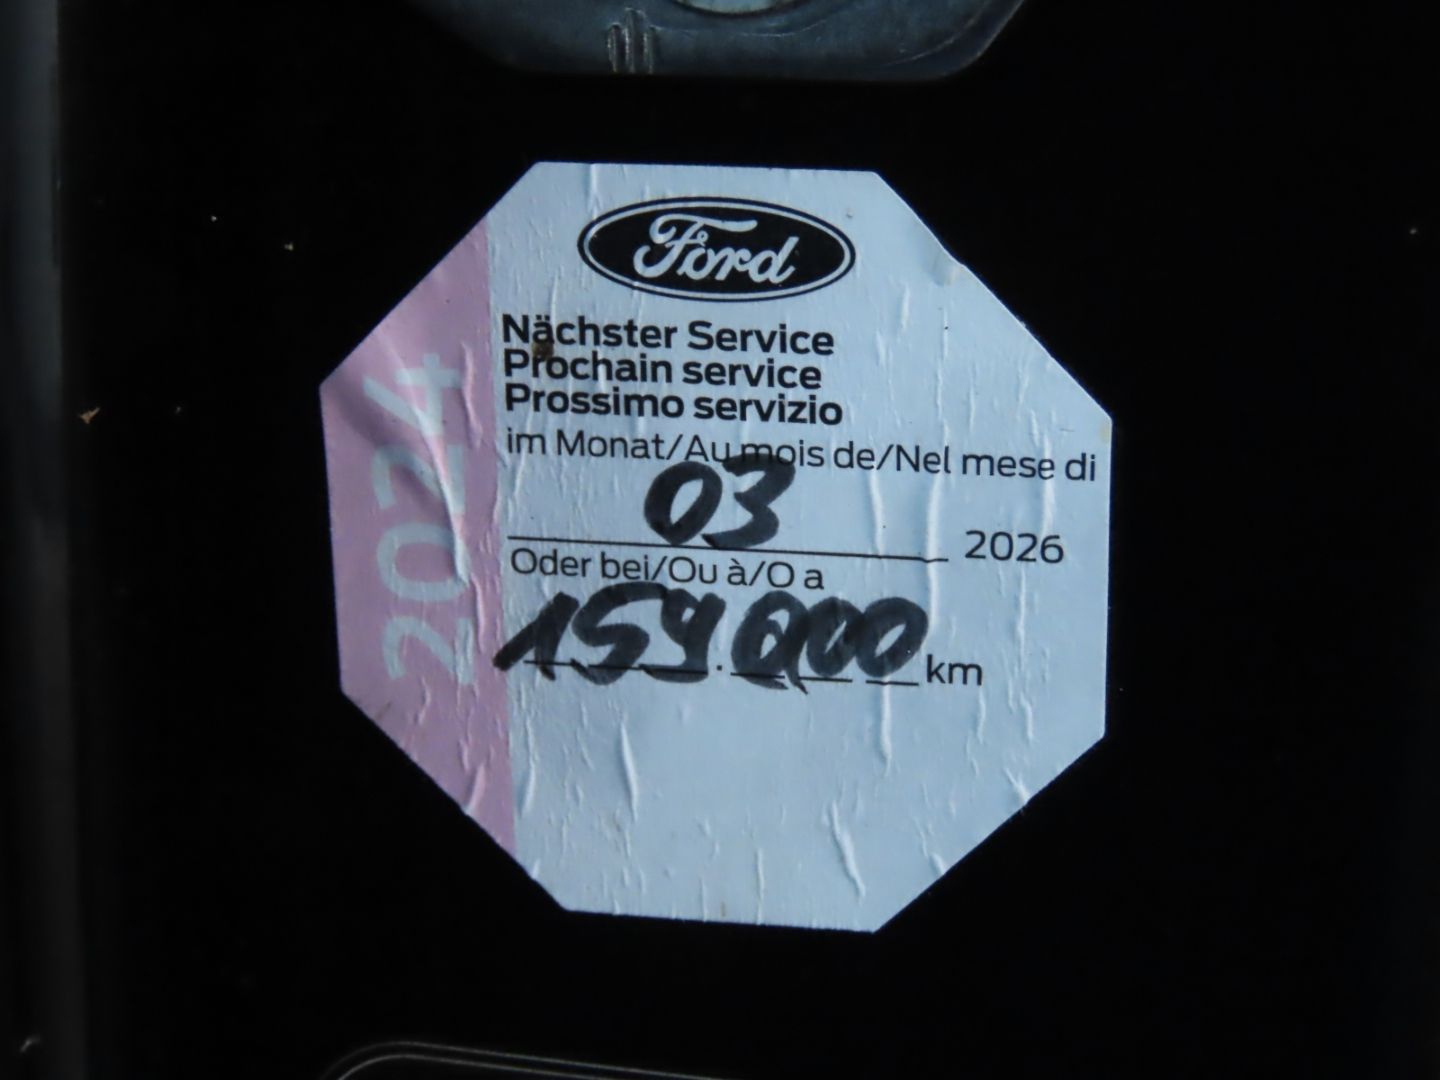 Ford
Nächster Service
Prochain service
Prossimo servizio
im Monat/Au mois de/Nel mese di
03 2026
Oder bei/Ou à/O a
159.000 km
2024